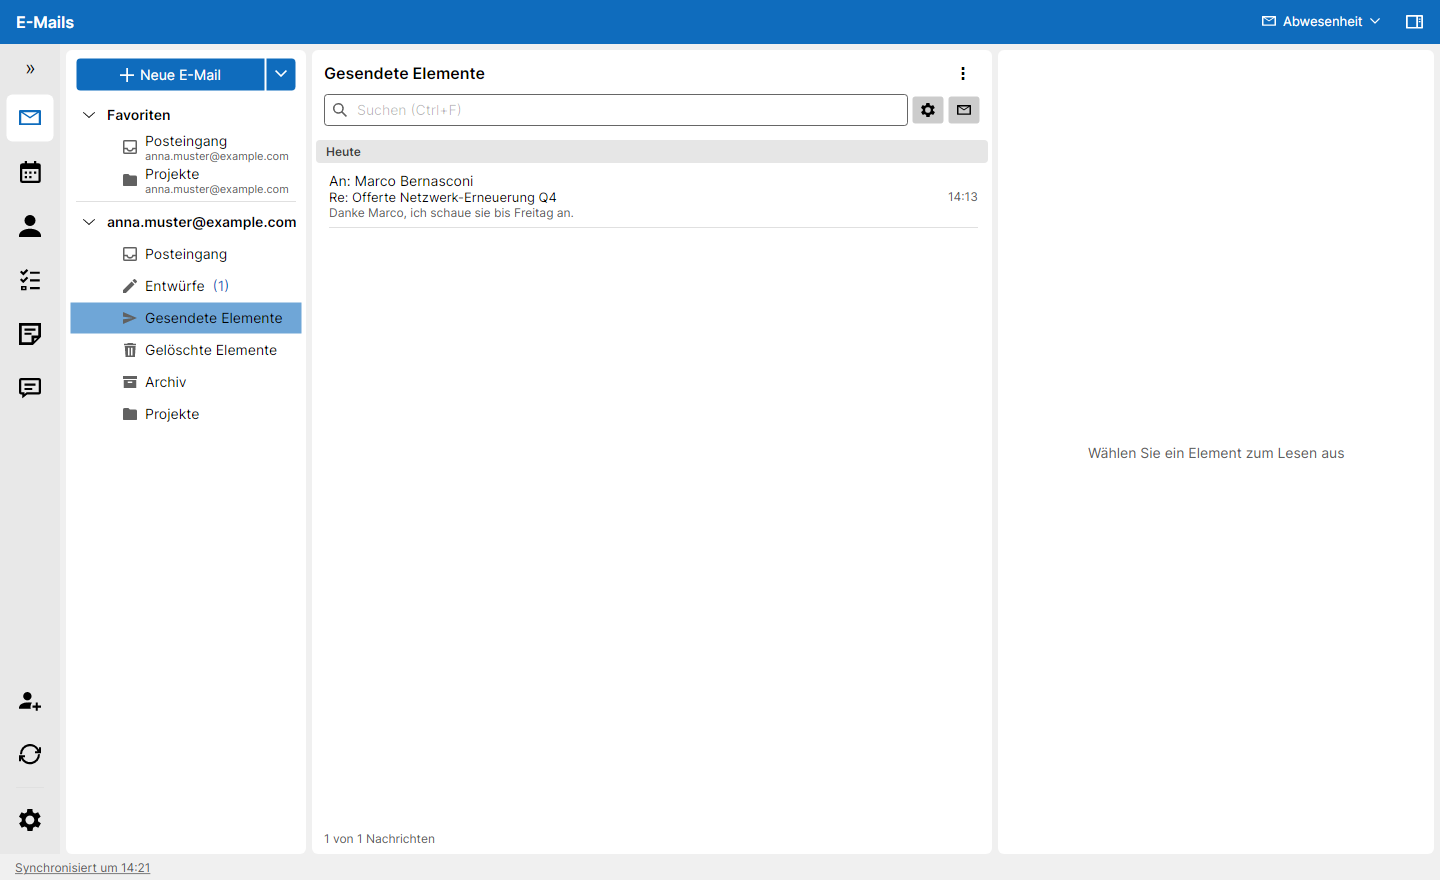 E-Mails
Abwesenheit
Neue E-Mail
Favoriten
Posteingang
anna.muster@example.com
Projekte
anna.muster@example.com
anna.muster@example.com
Posteingang
Entwürfe (1)
Gesendete Elemente
Gelöschte Elemente
Archiv
Projekte
Gesendete Elemente
Suchen (Ctrl+F)
Heute
An: Marco Bernasconi
Re: Offerte Netzwerk-Erneuerung Q4
14:13
Danke Marco, ich schaue sie bis Freitag an.
1 von 1 Nachrichten
Wählen Sie ein Element zum Lesen aus
Synchronisiert um 14:21